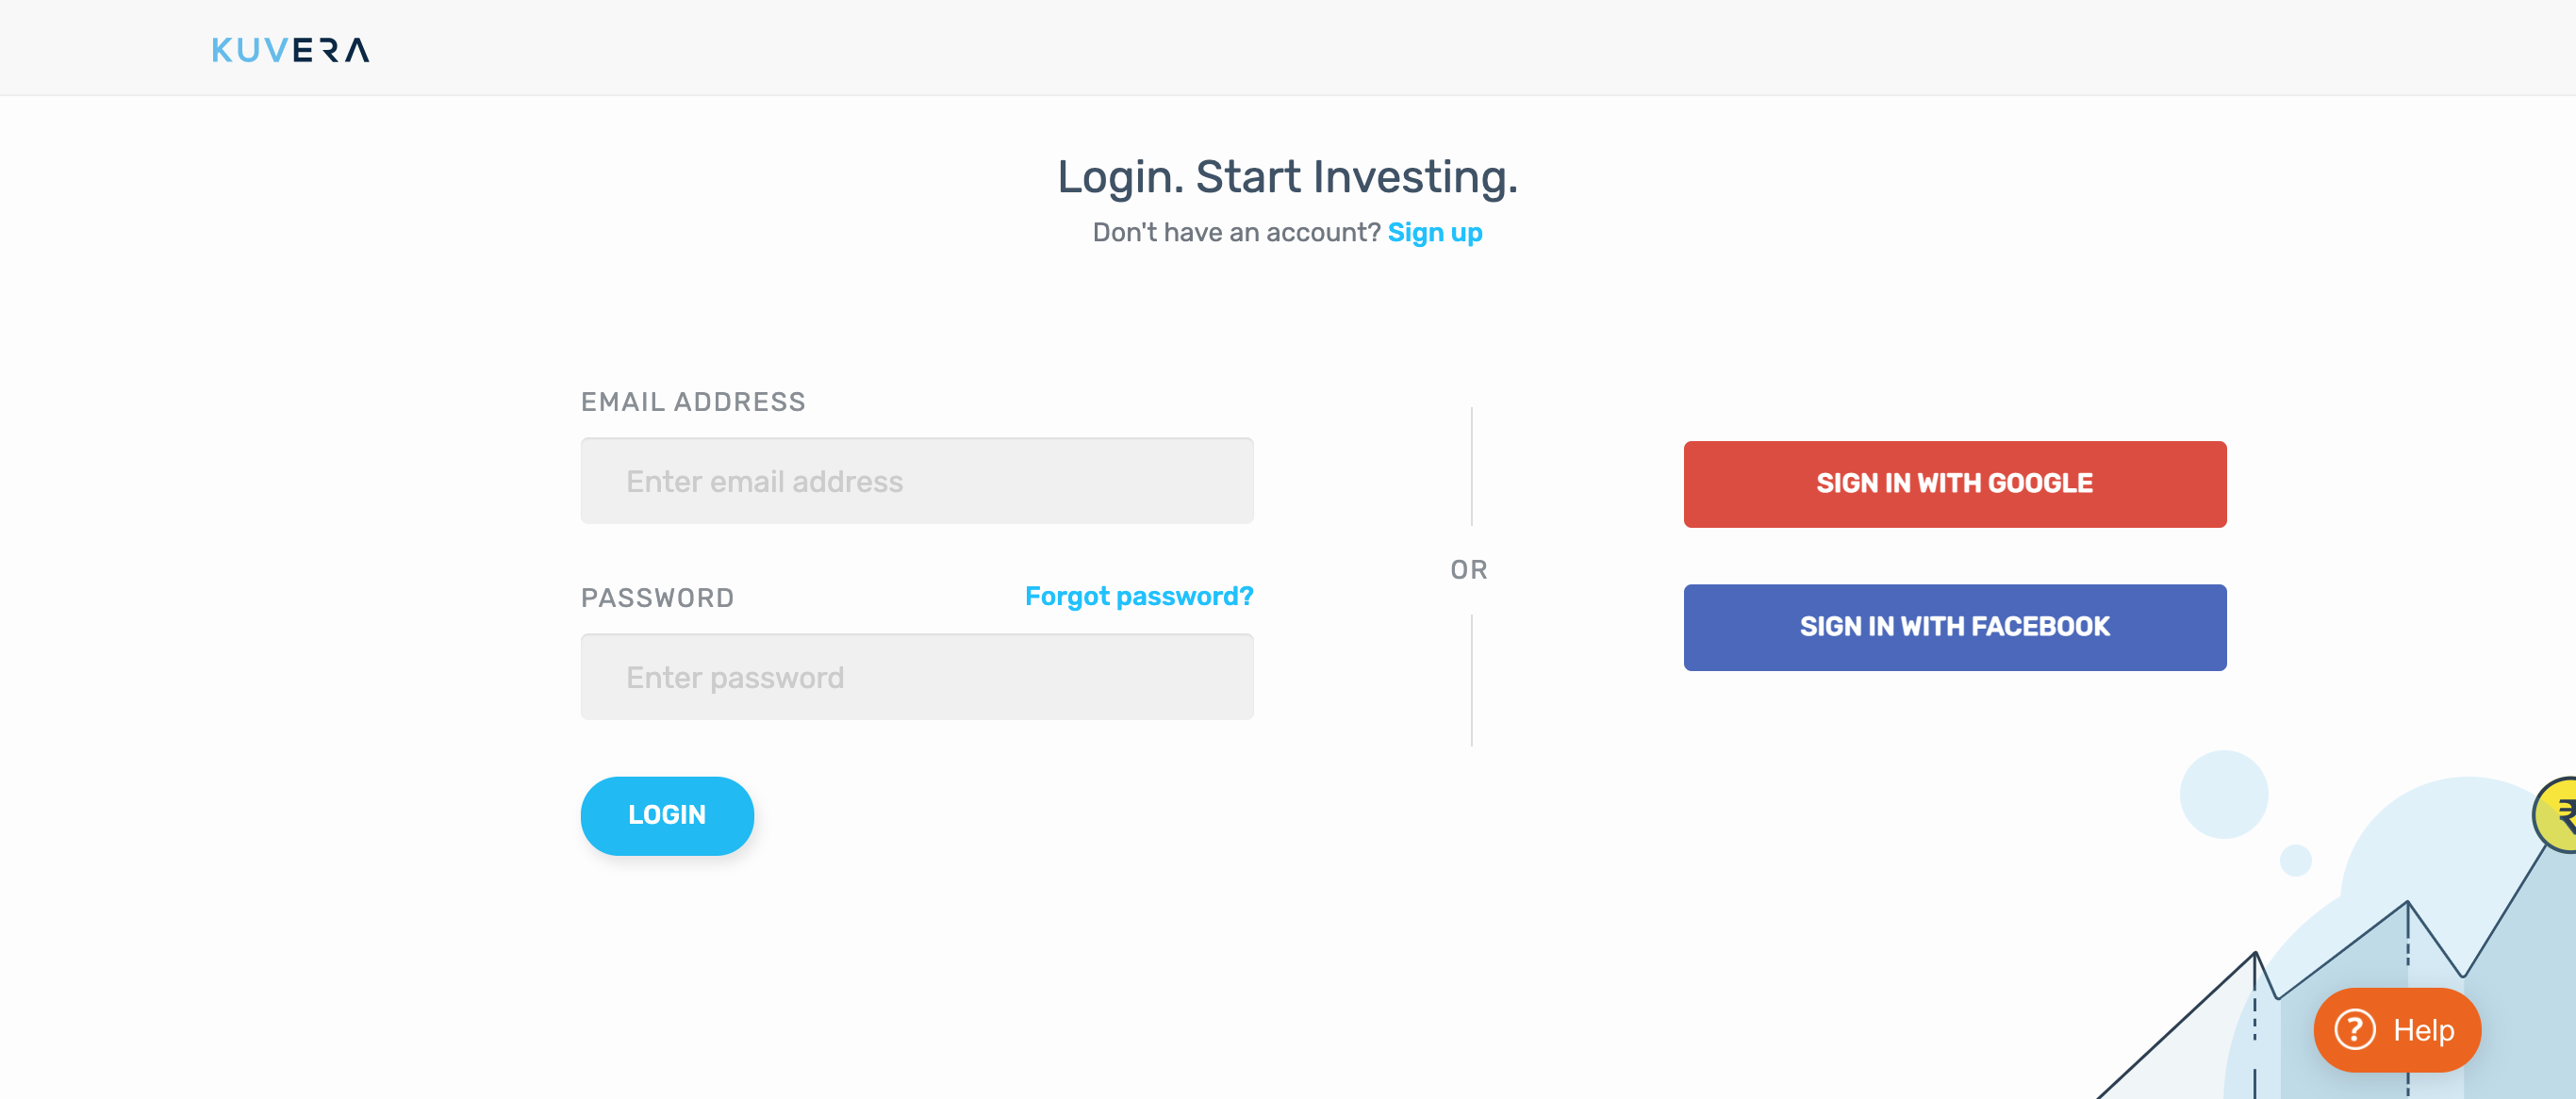 KUVERA
Login. Start Investing.
Don't have an account? Sign up
EMAIL ADDRESS
Enter email address
PASSWORD
Forgot password?
Enter password
LOGIN
OR
SIGN IN WITH GOOGLE
SIGN IN WITH FACEBOOK
₹
? Help